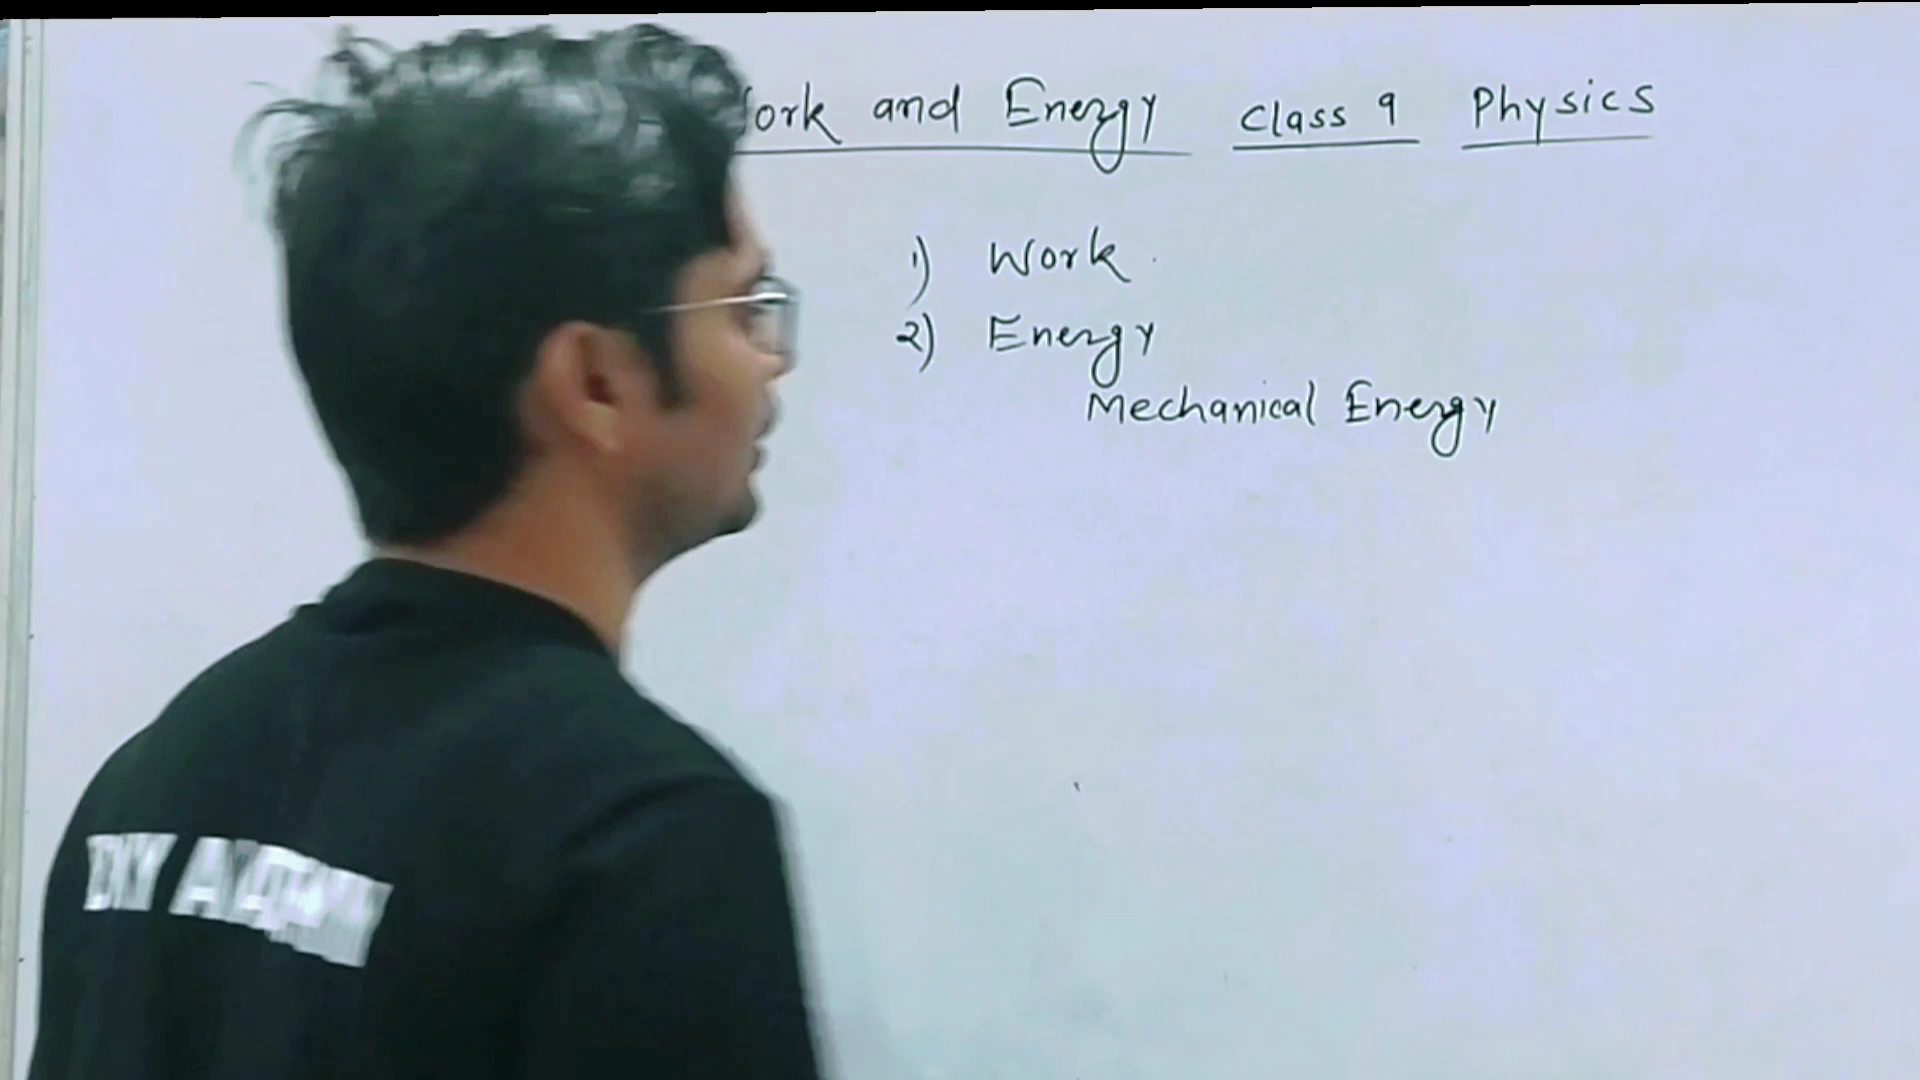 ork and Energy Class 9 Physics
1) Work
2) Energy
Mechanical Energy